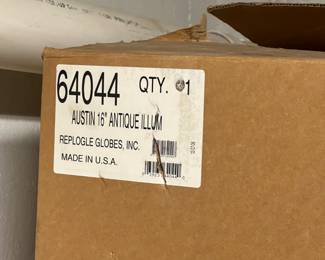 64044 QTY. 1
AUSTIN 16" ANTIQUE ILLUM
REPLOGLE GLOBES, INC.
MADE IN U.S.A.